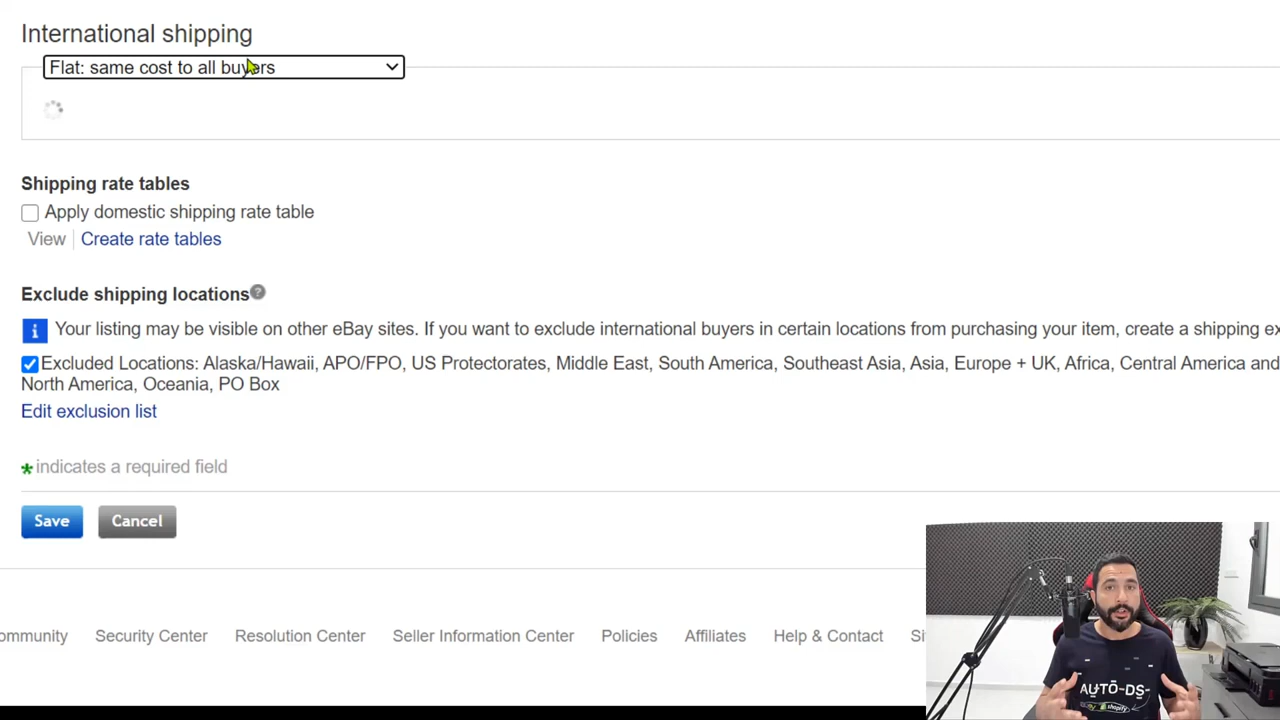 International shipping
Flat: same cost to all buyers
Shipping rate tables
Apply domestic shipping rate table
View Create rate tables
Exclude shipping locations
Your listing may be visible on other eBay sites. If you want to exclude international buyers in certain locations from purchasing your item, create a shipping ex
Excluded Locations: Alaska/Hawaii, APO/FPO, US Protectorates, Middle East, South America, Southeast Asia, Asia, Europe + UK, Africa, Central America and
North America, Oceania, PO Box
Edit exclusion list
* indicates a required field
Save Cancel
ommunity Security Center Resolution Center Seller Information Center Policies Affiliates Help & Contact Si
AUTO-DS-
shopify